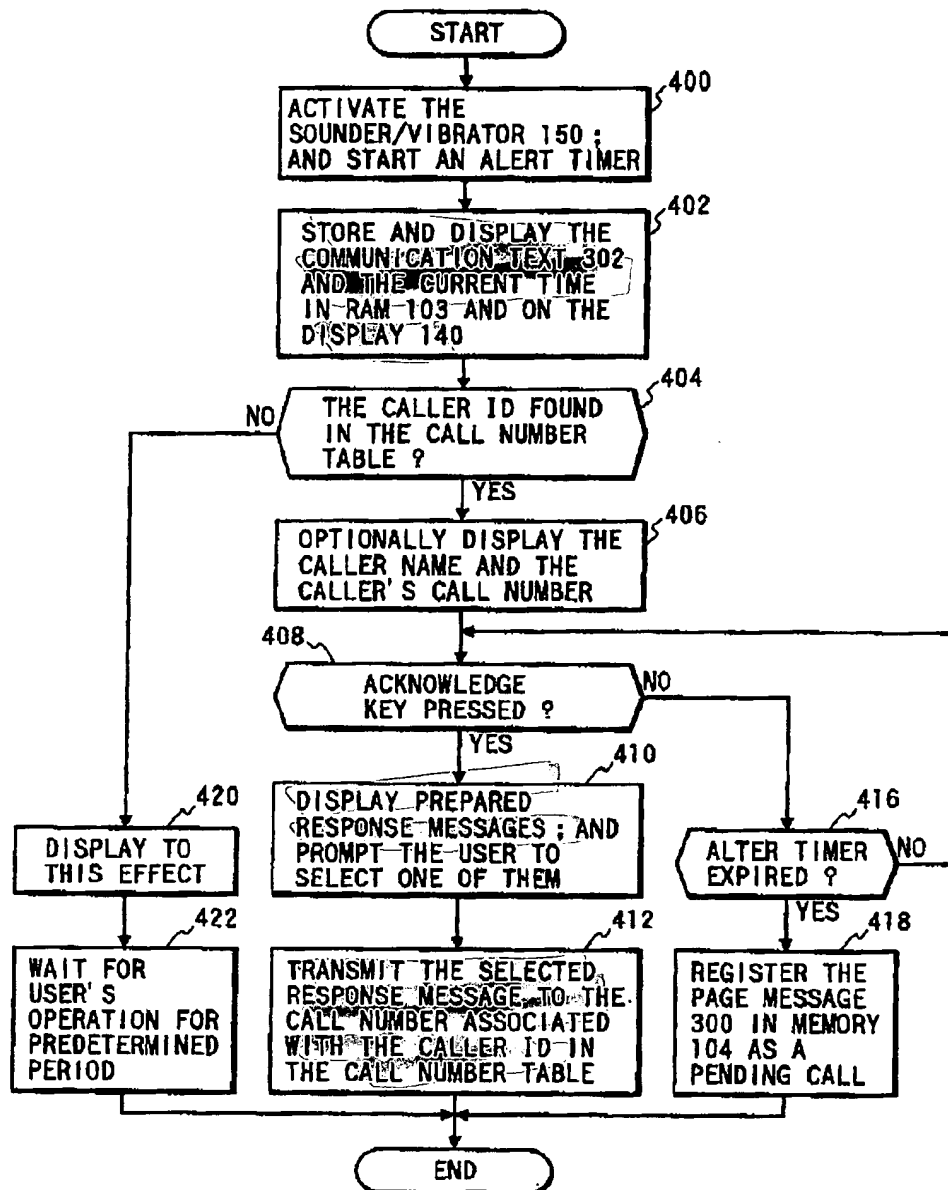 START
400
ACTIVATE THE
SOUNDER/VIBRATOR 150 ;
AND START AN ALERT TIMER
402
STORE AND DISPLAY THE
COMMUNICATION TEXT 302
AND THE CURRENT TIME
IN RAM 103 AND ON THE
DISPLAY 140
404
NO
THE CALLER ID FOUND
IN THE CALL NUMBER
TABLE ?
YES
406
OPTIONALLY DISPLAY THE
CALLER NAME AND THE
CALLER'S CALL NUMBER
408
ACKNOWLEDGE
KEY PRESSED ?
NO
YES
410
DISPLAY PREPARED
RESPONSE MESSAGES ; AND
PROMPT THE USER TO
SELECT ONE OF THEM
416
ALTER TIMER
EXPIRED ?
NO
YES
420
DISPLAY TO
THIS EFFECT
422
WAIT FOR
USER'S
OPERATION FOR
PREDETERMINED
PERIOD
412
TRANSMIT THE SELECTED
RESPONSE MESSAGE TO THE
CALL NUMBER ASSOCIATED
WITH THE CALLER ID IN
THE CALL NUMBER TABLE
418
REGISTER THE
PAGE MESSAGE
300 IN MEMORY
104 AS A
PENDING CALL
END